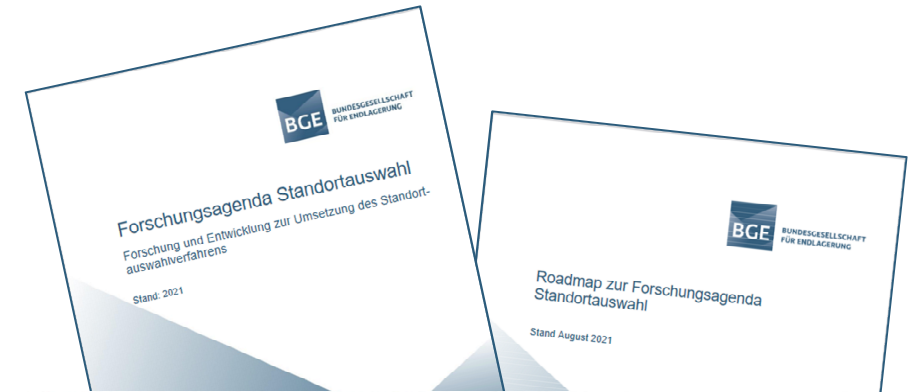 BGE
BUNDESGESELLSCHAFT
FÜR ENDLAGERUNG
Forschungsagenda Standortauswahl
Forschung und Entwicklung zur Umsetzung des Standort-
auswahlverfahrens
Stand: 2021
BGE
BUNDESGESELLSCHAFT
FÜR ENDLAGERUNG
Roadmap zur Forschungsagenda
Standortauswahl
Stand August 2021